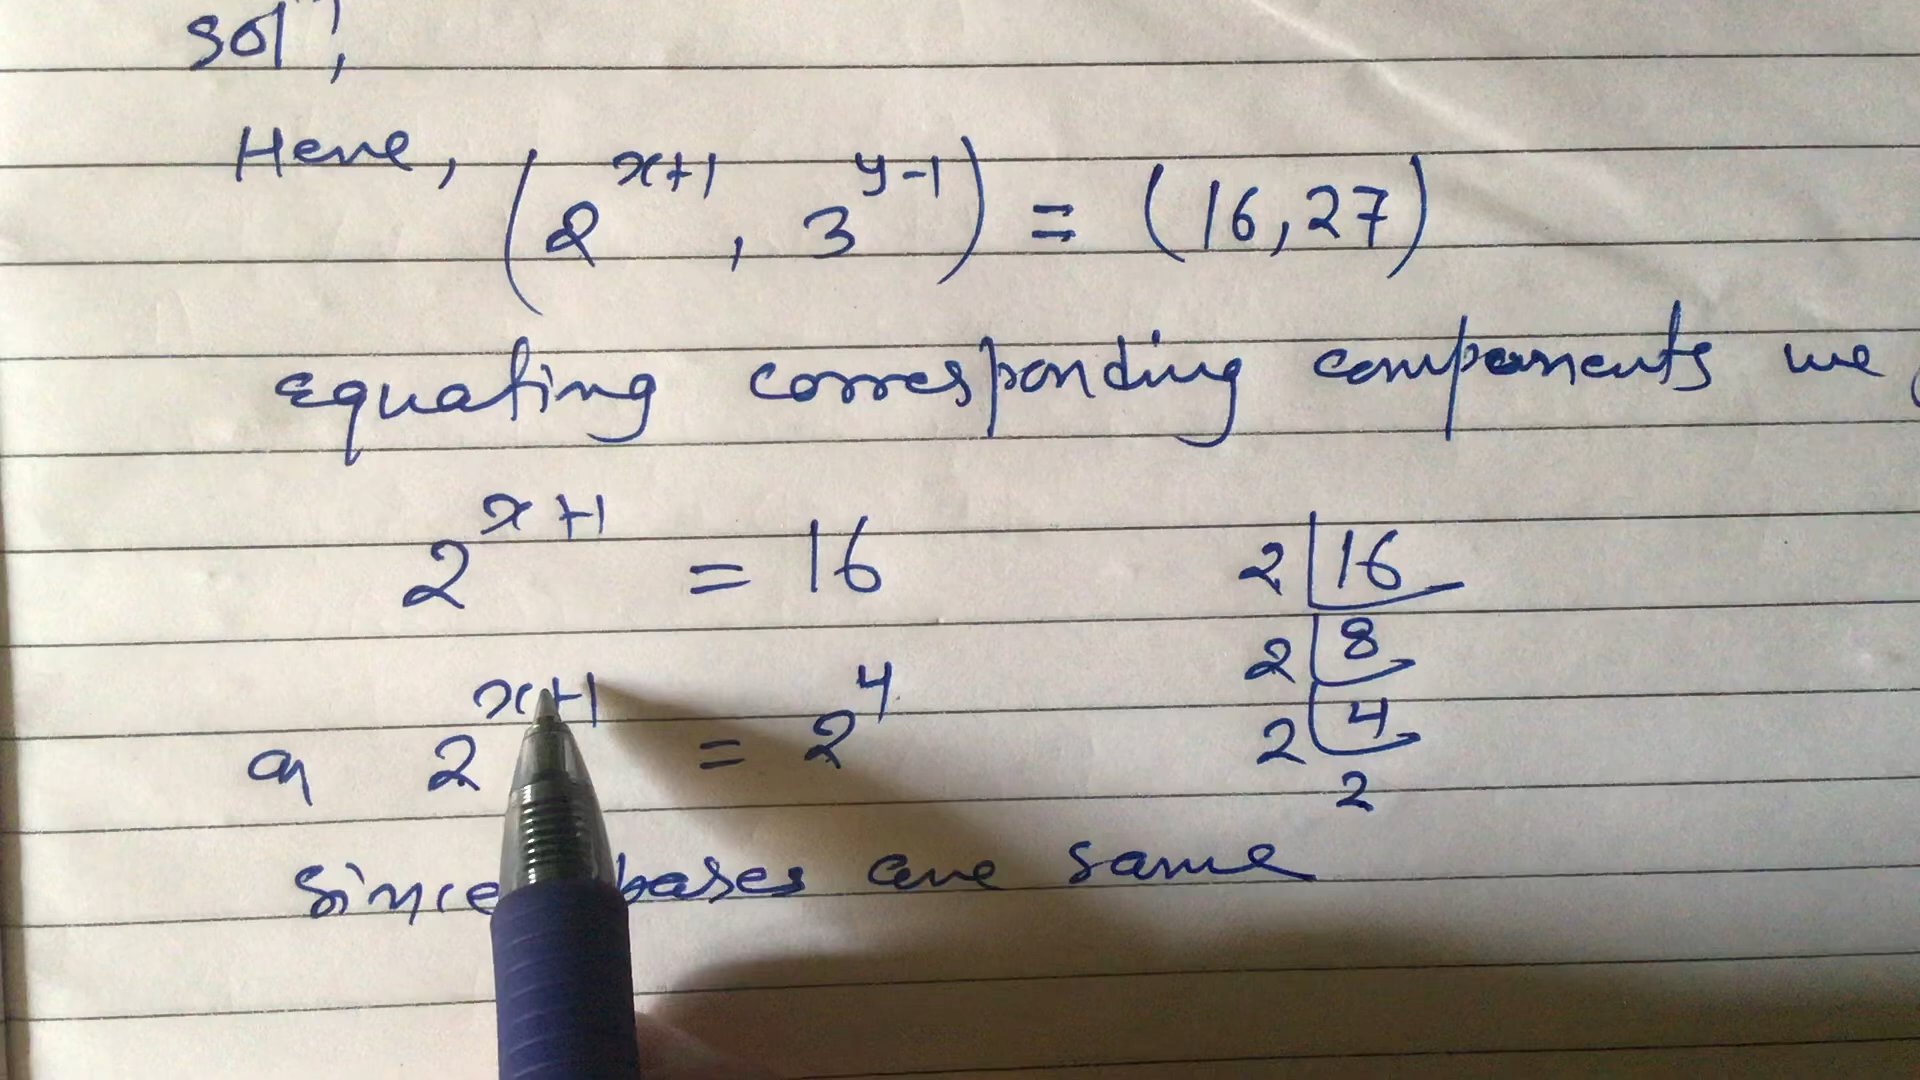 Solⁿ,
Here, (2^{x+1}, 3^{y-1}) = (16, 27)
equating corresponding components we
2^{x+1} = 16
2 | 16
2 | 8
or 2^{x+1} = 2^4
2 | 4
2
Since bases are same